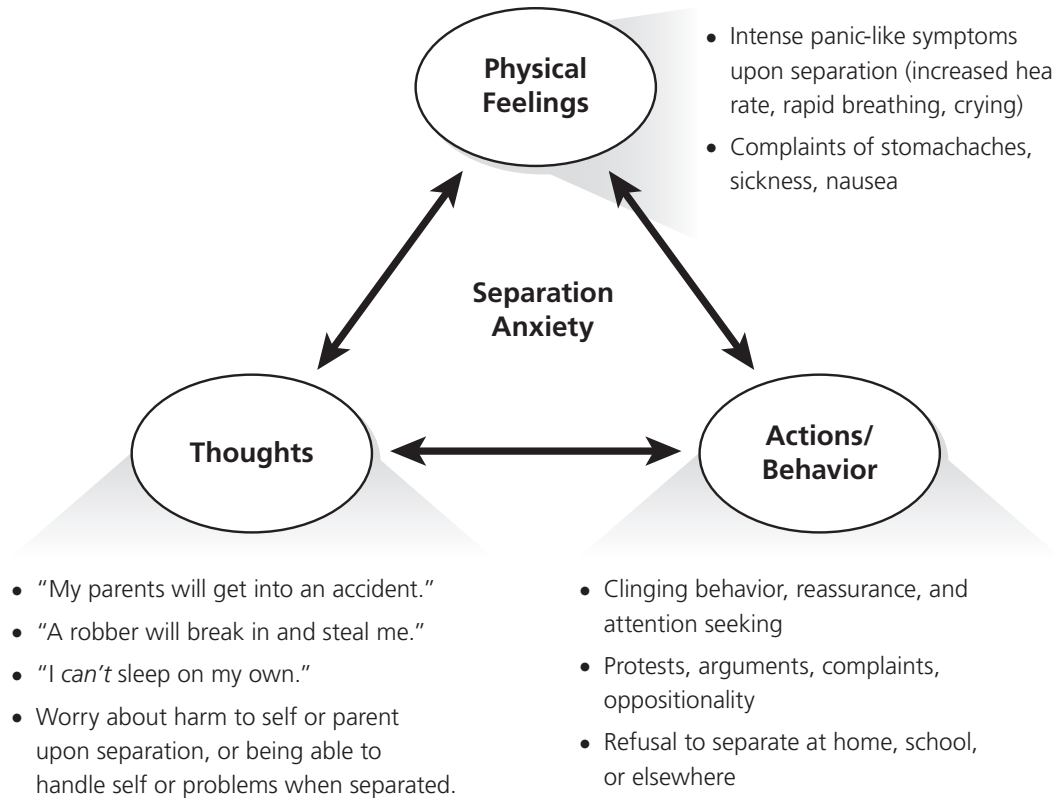 Physical
Feelings
• Intense panic-like symptoms
upon separation (increased hea
rate, rapid breathing, crying)
• Complaints of stomachaches,
sickness, nausea
Separation
Anxiety
Thoughts
Actions/
Behavior
• “My parents will get into an accident.”
• “A robber will break in and steal me.”
• “I can’t sleep on my own.”
• Worry about harm to self or parent
upon separation, or being able to
handle self or problems when separated.
• Clinging behavior, reassurance, and
attention seeking
• Protests, arguments, complaints,
oppositionality
• Refusal to separate at home, school,
or elsewhere